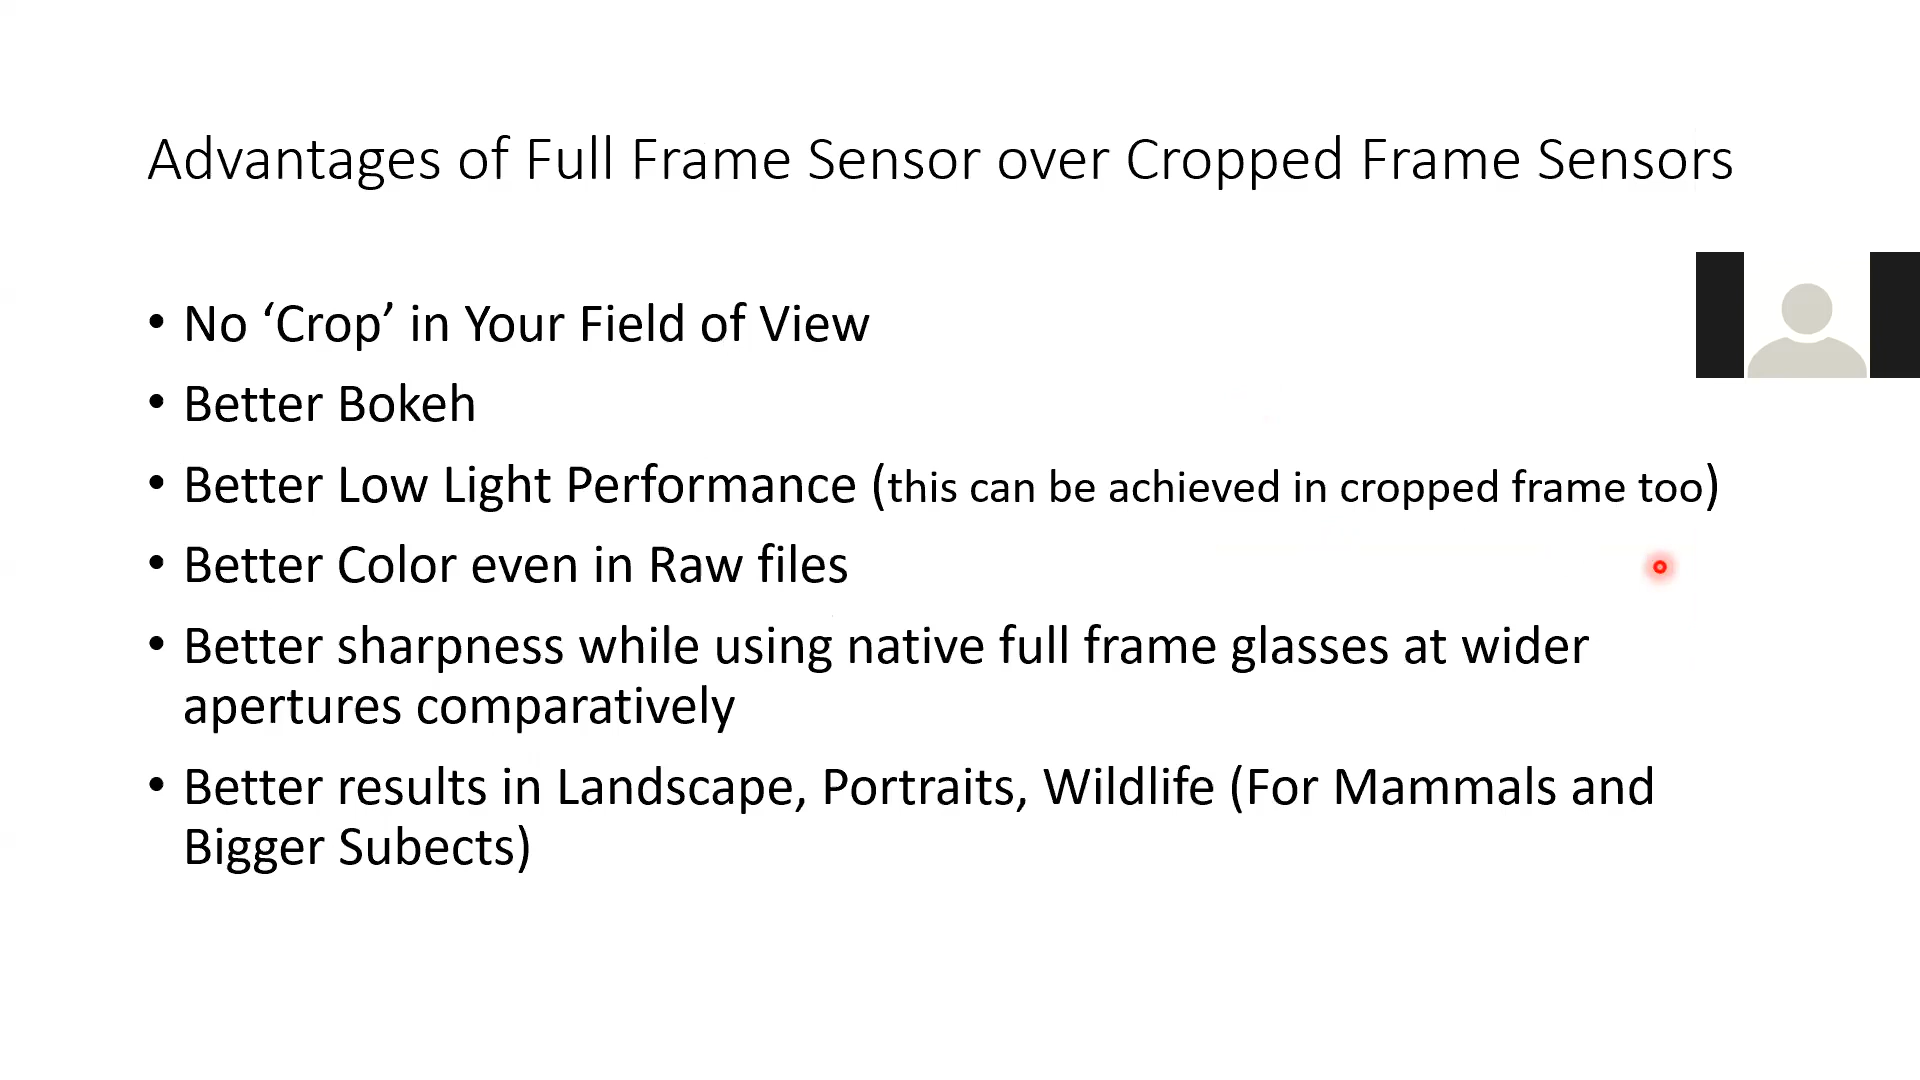 Advantages of Full Frame Sensor over Cropped Frame Sensors
• No ‘Crop’ in Your Field of View
• Better Bokeh
• Better Low Light Performance (this can be achieved in cropped frame too)
• Better Color even in Raw files
• Better sharpness while using native full frame glasses at wider
apertures comparatively
• Better results in Landscape, Portraits, Wildlife (For Mammals and
Bigger Subects)